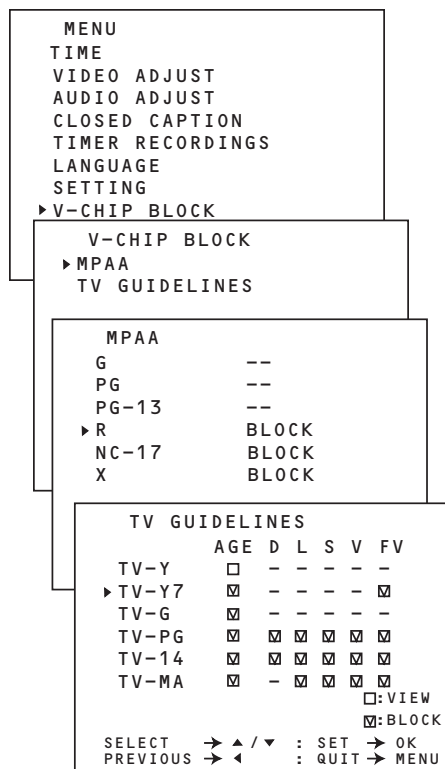 MENU
TIME
VIDEO ADJUST
AUDIO ADJUST
CLOSED CAPTION
TIMER RECORDINGS
LANGUAGE
SETTING
▶V-CHIP BLOCK
V-CHIP BLOCK
▶MPAA
TV GUIDELINES
MPAA
G --
PG --
PG-13 --
▶R BLOCK
NC-17 BLOCK
X BLOCK
TV GUIDELINES
AGE D L S V FV
TV-Y ☐ - - - - -
▶TV-Y7 ☑ - - - - ☑
TV-G ☑ - - - - -
TV-PG ☑ ☑ ☑ ☑ ☑ ☑
TV-14 ☑ ☑ ☑ ☑ ☑ ☑
TV-MA ☑ - ☑ ☑ ☑ ☑
☐:VIEW
☑:BLOCK
SELECT → ▲/▼ : SET → OK
PREVIOUS → ◀ : QUIT → MENU